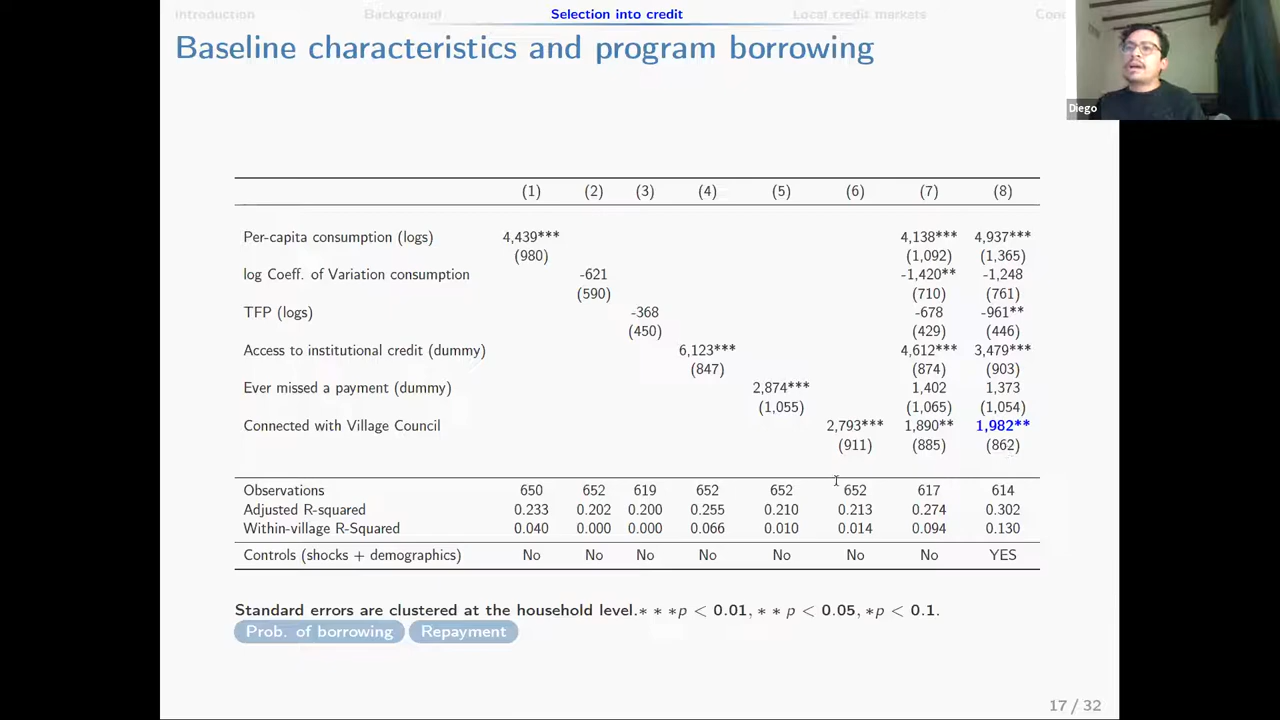 Introduction Background Selection into credit Local credit markets
Baseline characteristics and program borrowing
Diego
(1) (2) (3) (4) (5) (6) (7) (8)
Per-capita consumption (logs) 4,439*** 4,138*** 4,937***
(980) (1,092) (1,365)
log Coeff. of Variation consumption -621 -1,420** -1,248
(590) (710) (761)
TFP (logs) -368 -678 -961**
(450) (429) (446)
Access to institutional credit (dummy) 6,123*** 4,612*** 3,479***
(847) (874) (903)
Ever missed a payment (dummy) 2,874*** 1,402 1,373
(1,055) (1,065) (1,054)
Connected with Village Council 2,793*** 1,890** 1,982**
(911) (885) (862)
Observations 650 652 619 652 652 652 617 614
Adjusted R-squared 0.233 0.202 0.200 0.255 0.210 0.213 0.274 0.302
Within-village R-Squared 0.040 0.000 0.000 0.066 0.010 0.014 0.094 0.130
Controls (shocks + demographics) No No No No No No No YES
Standard errors are clustered at the household level.∗ ∗ ∗p < 0.01, ∗ ∗ p < 0.05, ∗p < 0.1.
Prob. of borrowing Repayment
17 / 32